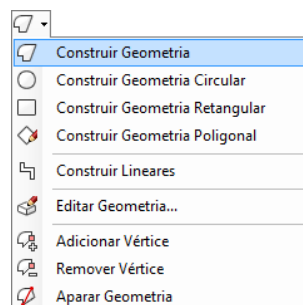 Construir Geometria
Construir Geometria Circular
Construir Geometria Retangular
Construir Geometria Poligonal
Construir Lineares
Editar Geometria...
Adicionar Vértice
Remover Vértice
Aparar Geometria